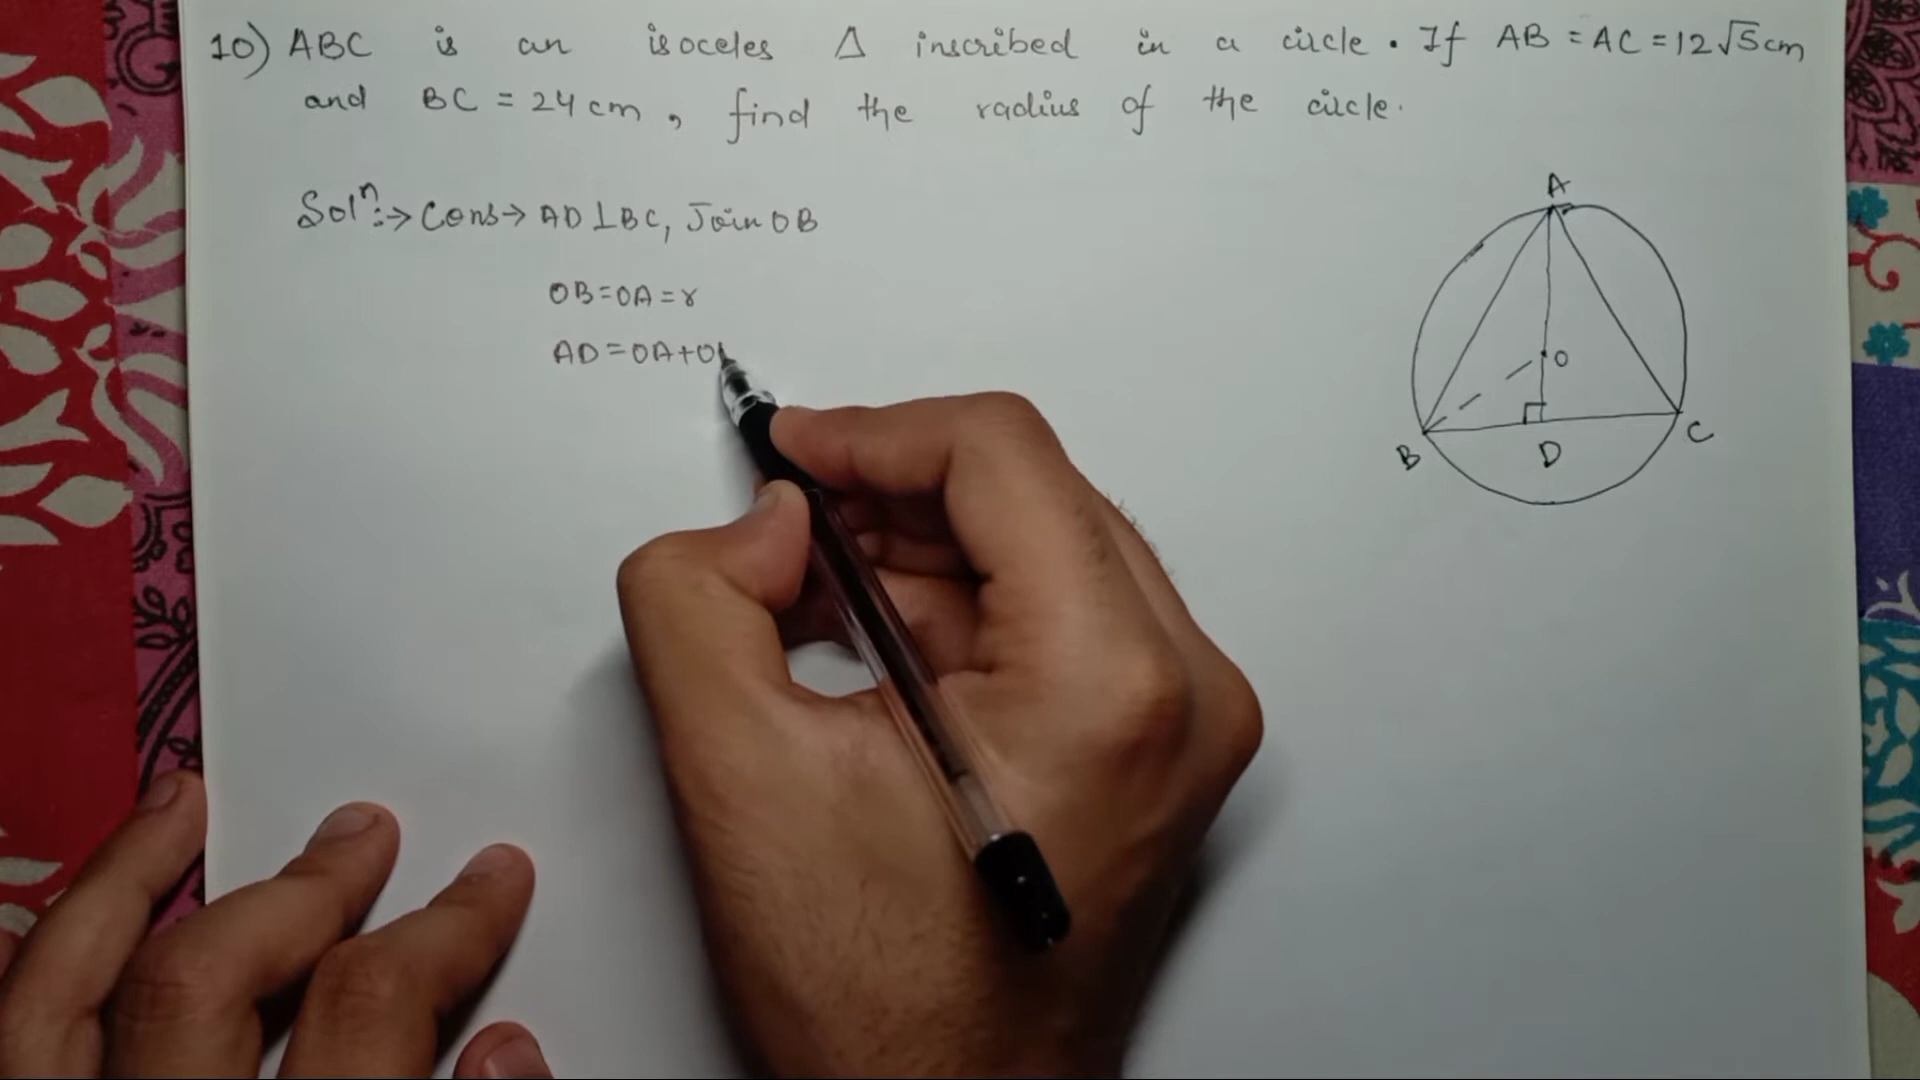 10) ABC is an isoceles Δ inscribed in a circle. If AB = AC = 12√5 cm
and BC = 24 cm, find the radius of the circle.
Solⁿ:→ Cons→ AD⊥BC, Join OB
OB=OA=r
AD=OA+O
A
O
B
D
C